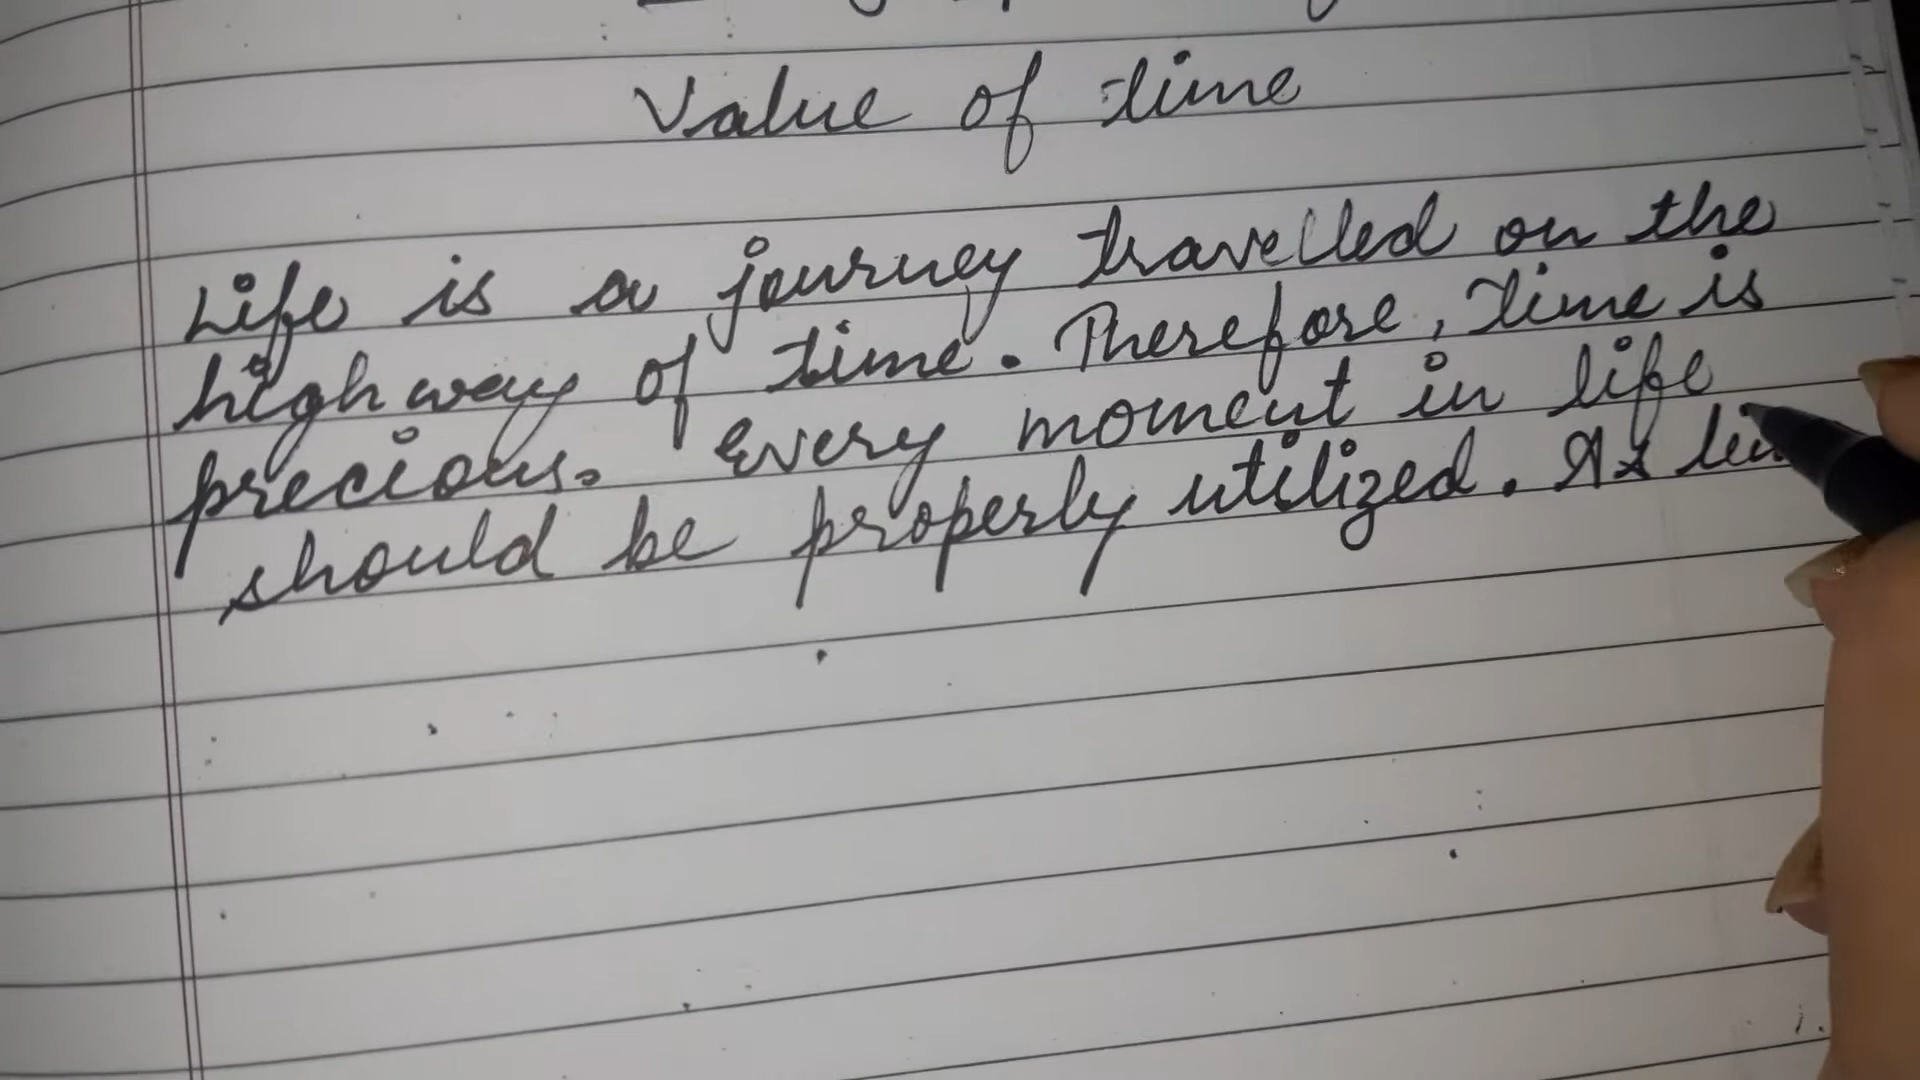 Value of time
Life is a journey travelled on the
highway of time. Therefore, time is
precious. Every moment in life
should be properly utilized. As